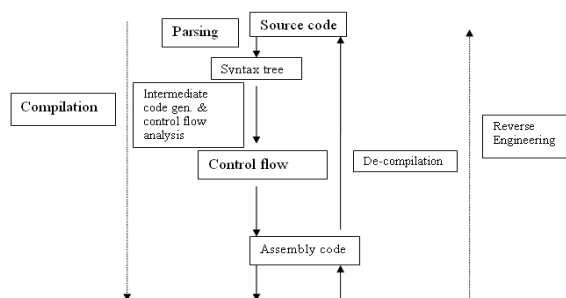 Source code
Parsing
Syntax tree
Intermediate
code gen. &
control flow
analysis
Compilation
Reverse
Engineering
Control flow
De-compilation
Assembly code